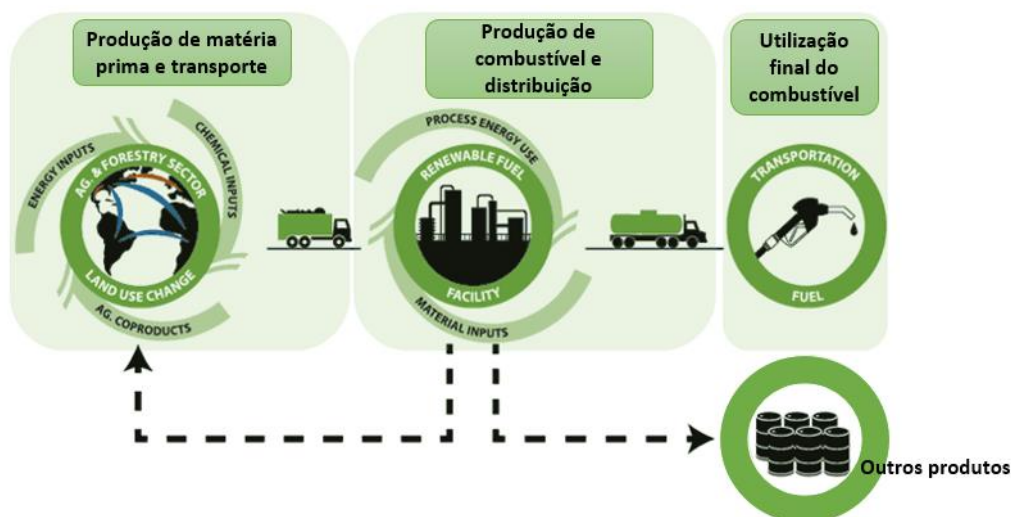 Produção de matéria
prima e transporte
Produção de
combustível e
distribuição
Utilização
final do
combustível
ENERGY INPUTS
CHEMICAL INPUTS
AG. & FORESTRY SECTOR
LAND USE CHANGE
AG. COPRODUCTS
PROCESS ENERGY USE
RENEWABLE FUEL
FACILITY
MATERIAL INPUTS
TRANSPORTATION
FUEL
Outros produtos